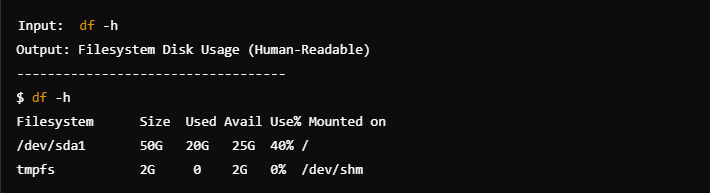 Input:  df -h
Output: Filesystem Disk Usage (Human-Readable)
-----------------------------------
$ df -h
Filesystem      Size  Used Avail Use% Mounted on
/dev/sda1       50G   20G   25G  40% /
tmpfs           2G     0    2G   0%  /dev/shm